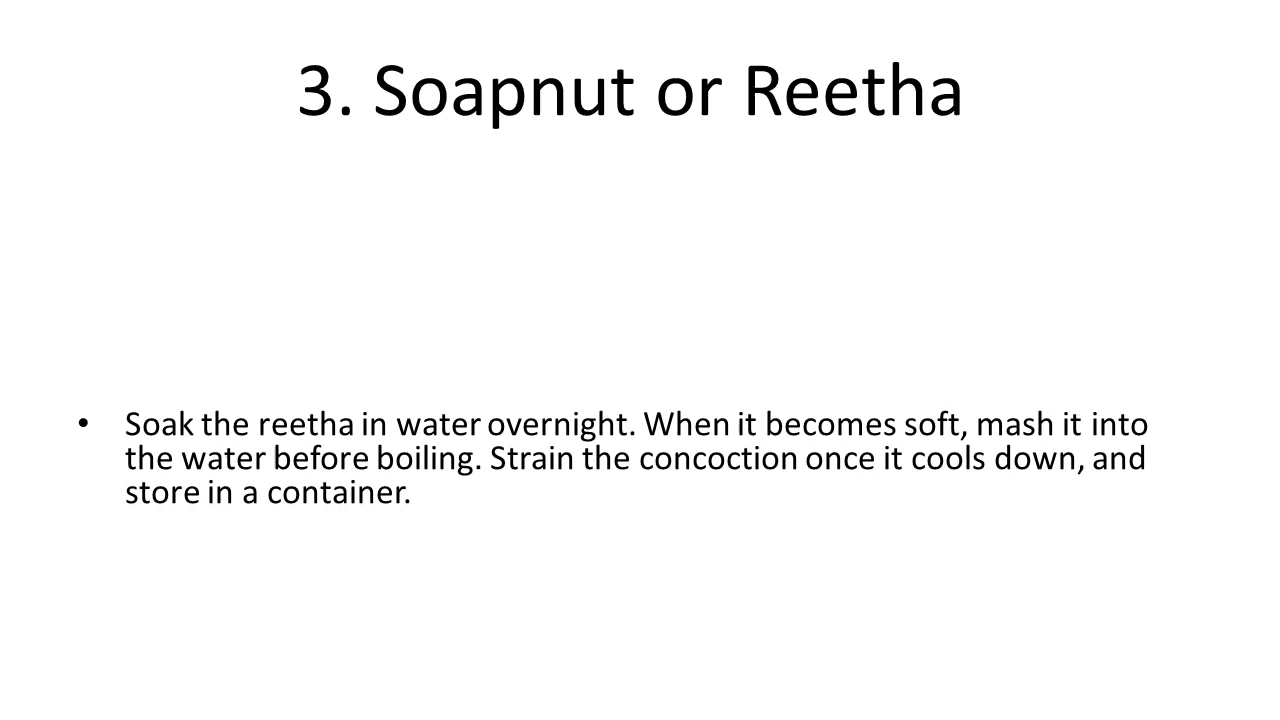 3. Soapnut or Reetha
• Soak the reetha in water overnight. When it becomes soft, mash it into
the water before boiling. Strain the concoction once it cools down, and
store in a container.